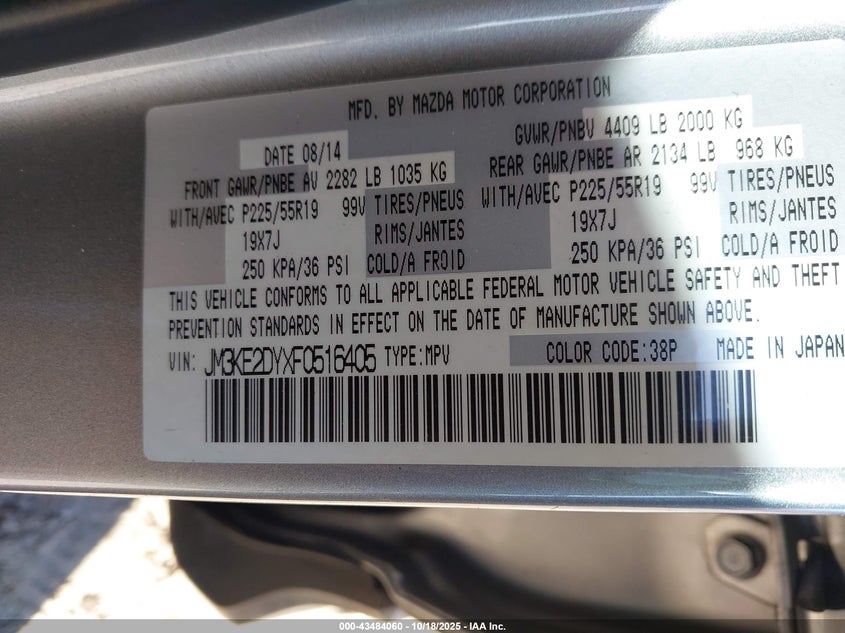 MFD. BY MAZDA MOTOR CORPORATION
DATE 08/14 GVWR/PNBV 4409 LB 2000 KG
FRONT GAWR/PNBE AV 2282 LB 1035 KG REAR GAWR/PNBE AR 2134 LB 968 KG
WITH/AVEC P225/55R19 99V TIRES/PNEUS WITH/AVEC P225/55R19 99V TIRES/PNEUS
19X7J RIMS/JANTES 19X7J RIMS/JANTES
250 KPA/36 PSI COLD/A FROID 250 KPA/36 PSI COLD/A FROID
THIS VEHICLE CONFORMS TO ALL APPLICABLE FEDERAL MOTOR VEHICLE SAFETY AND THEFT
PREVENTION STANDARDS IN EFFECT ON THE DATE OF MANUFACTURE SHOWN ABOVE.
VIN: JM3KE2DYXF0516405 TYPE:MPV COLOR CODE:38P MADE IN JAPAN
000-43484060 - 10/18/2025 - IAA Inc.